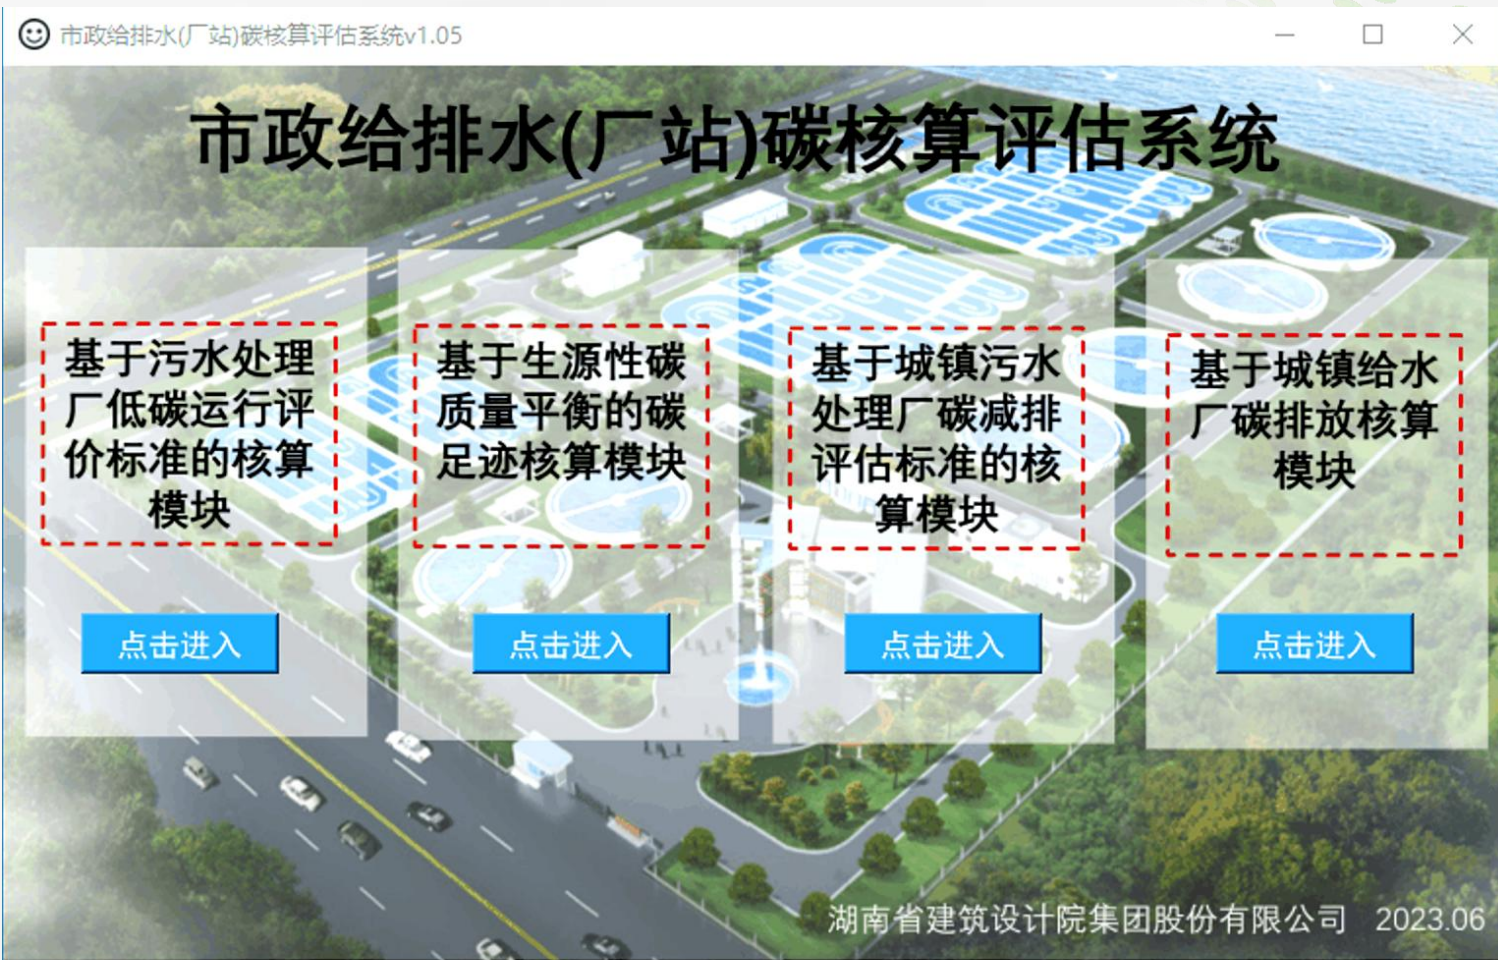 市政给排水(厂站)碳核算评估系统v1.05
市政给排水(厂站)碳核算评估系统
基于污水处理
厂低碳运行评
价标准的核算
模块
点击进入
基于生源性碳
质量平衡的碳
足迹核算模块
点击进入
基于城镇污水
处理厂碳减排
评估标准的核
算模块
点击进入
基于城镇给水
厂碳排放核算
模块
点击进入
湖南省建筑设计院集团股份有限公司 2023.06